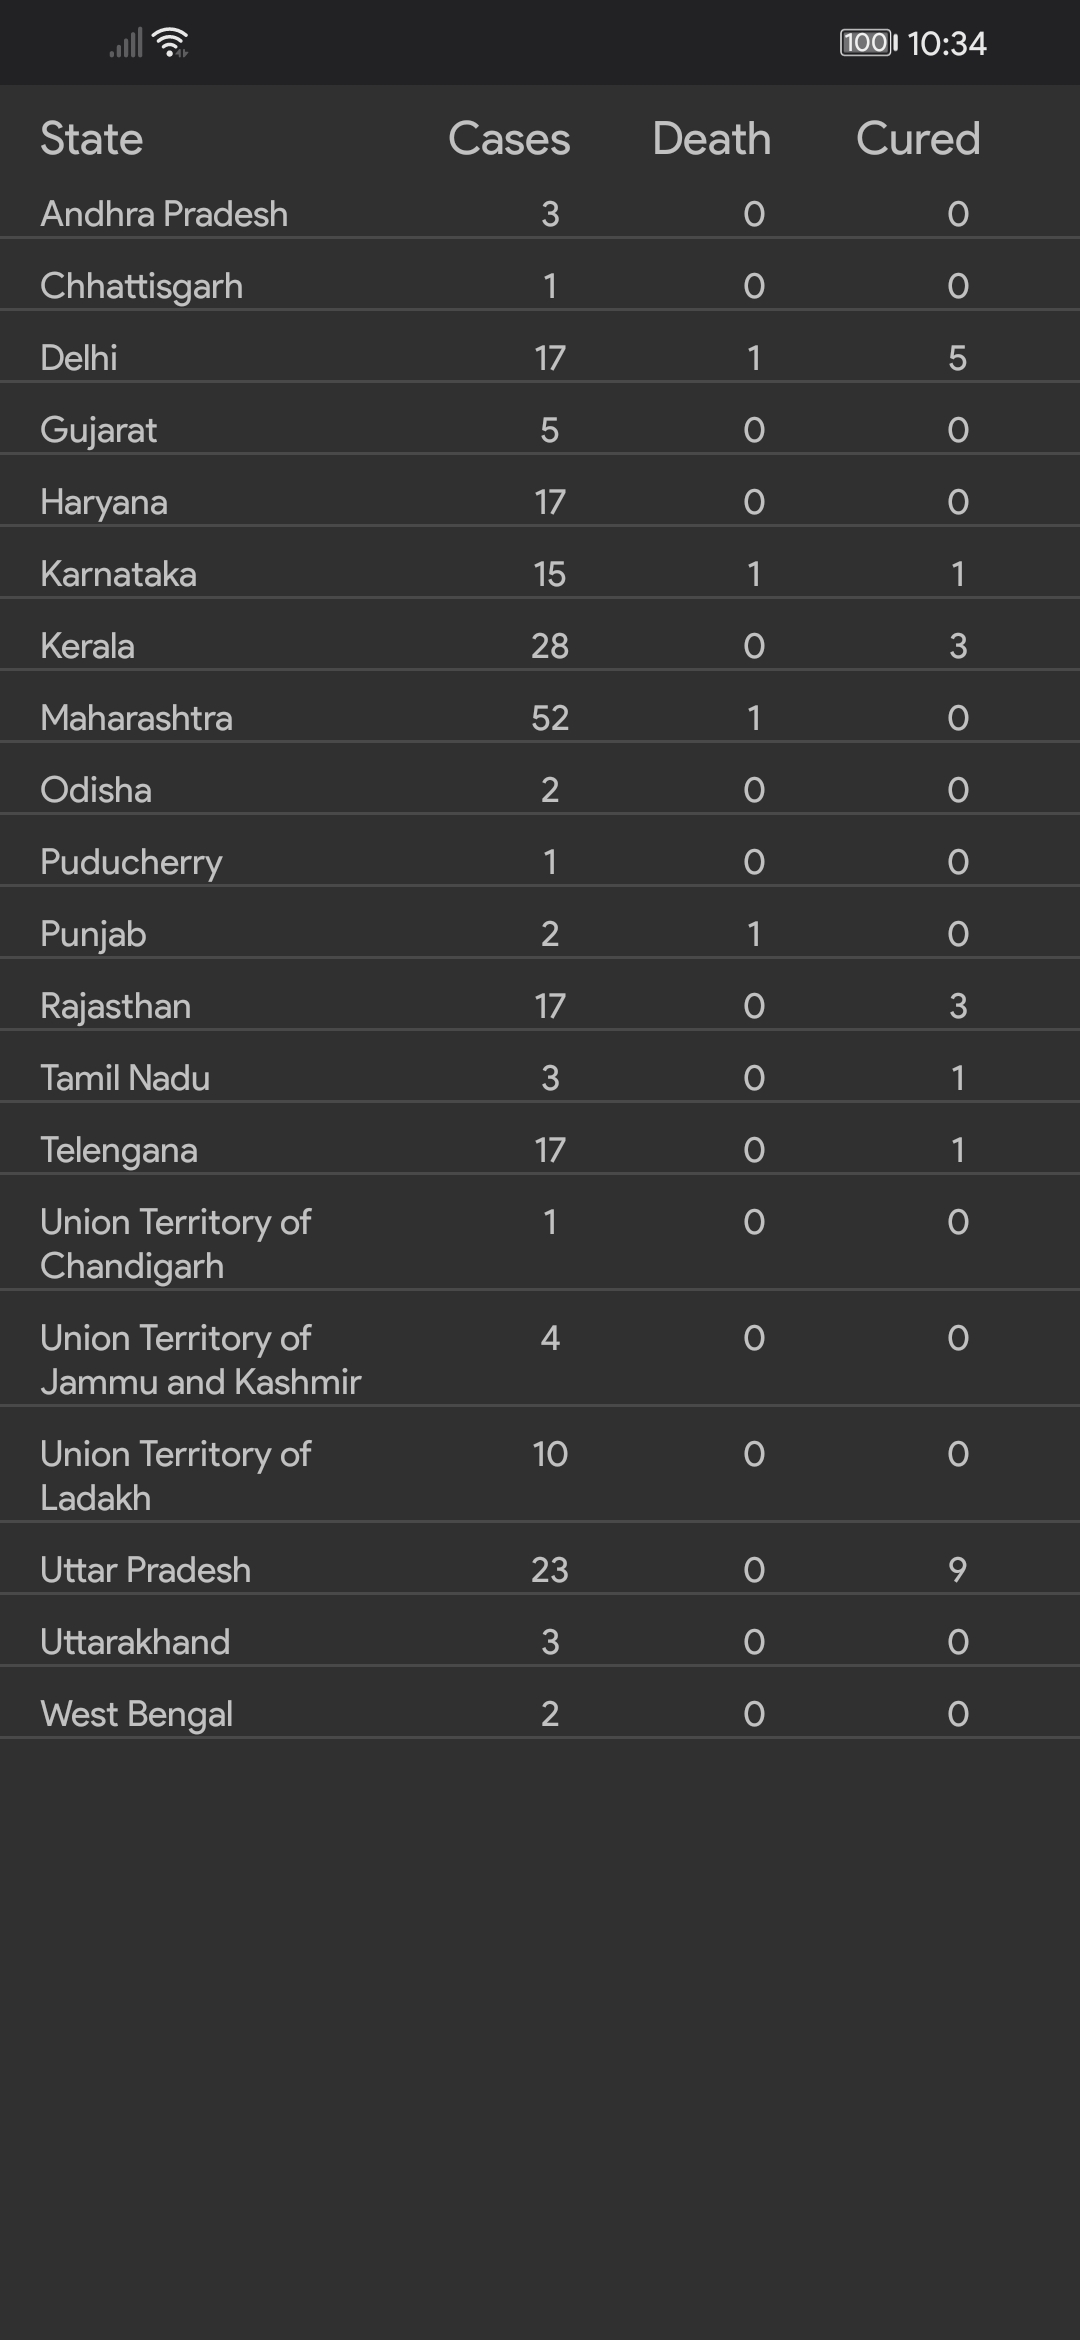 100 10:34
State Cases Death Cured
Andhra Pradesh 3 0 0
Chhattisgarh 1 0 0
Delhi 17 1 5
Gujarat 5 0 0
Haryana 17 0 0
Karnataka 15 1 1
Kerala 28 0 3
Maharashtra 52 1 0
Odisha 2 0 0
Puducherry 1 0 0
Punjab 2 1 0
Rajasthan 17 0 3
Tamil Nadu 3 0 1
Telengana 17 0 1
Union Territory of 1 0 0
Chandigarh
Union Territory of 4 0 0
Jammu and Kashmir
Union Territory of 10 0 0
Ladakh
Uttar Pradesh 23 0 9
Uttarakhand 3 0 0
West Bengal 2 0 0